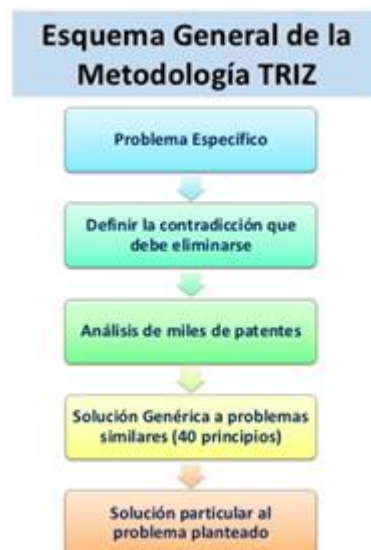 Esquema General de la
Metodología TRIZ
Problema Específico
Definir la contradicción que
debe eliminarse
Análisis de miles de patentes
Solución Genérica a problemas
similares (40 principios)
Solución particular al
problema planteado